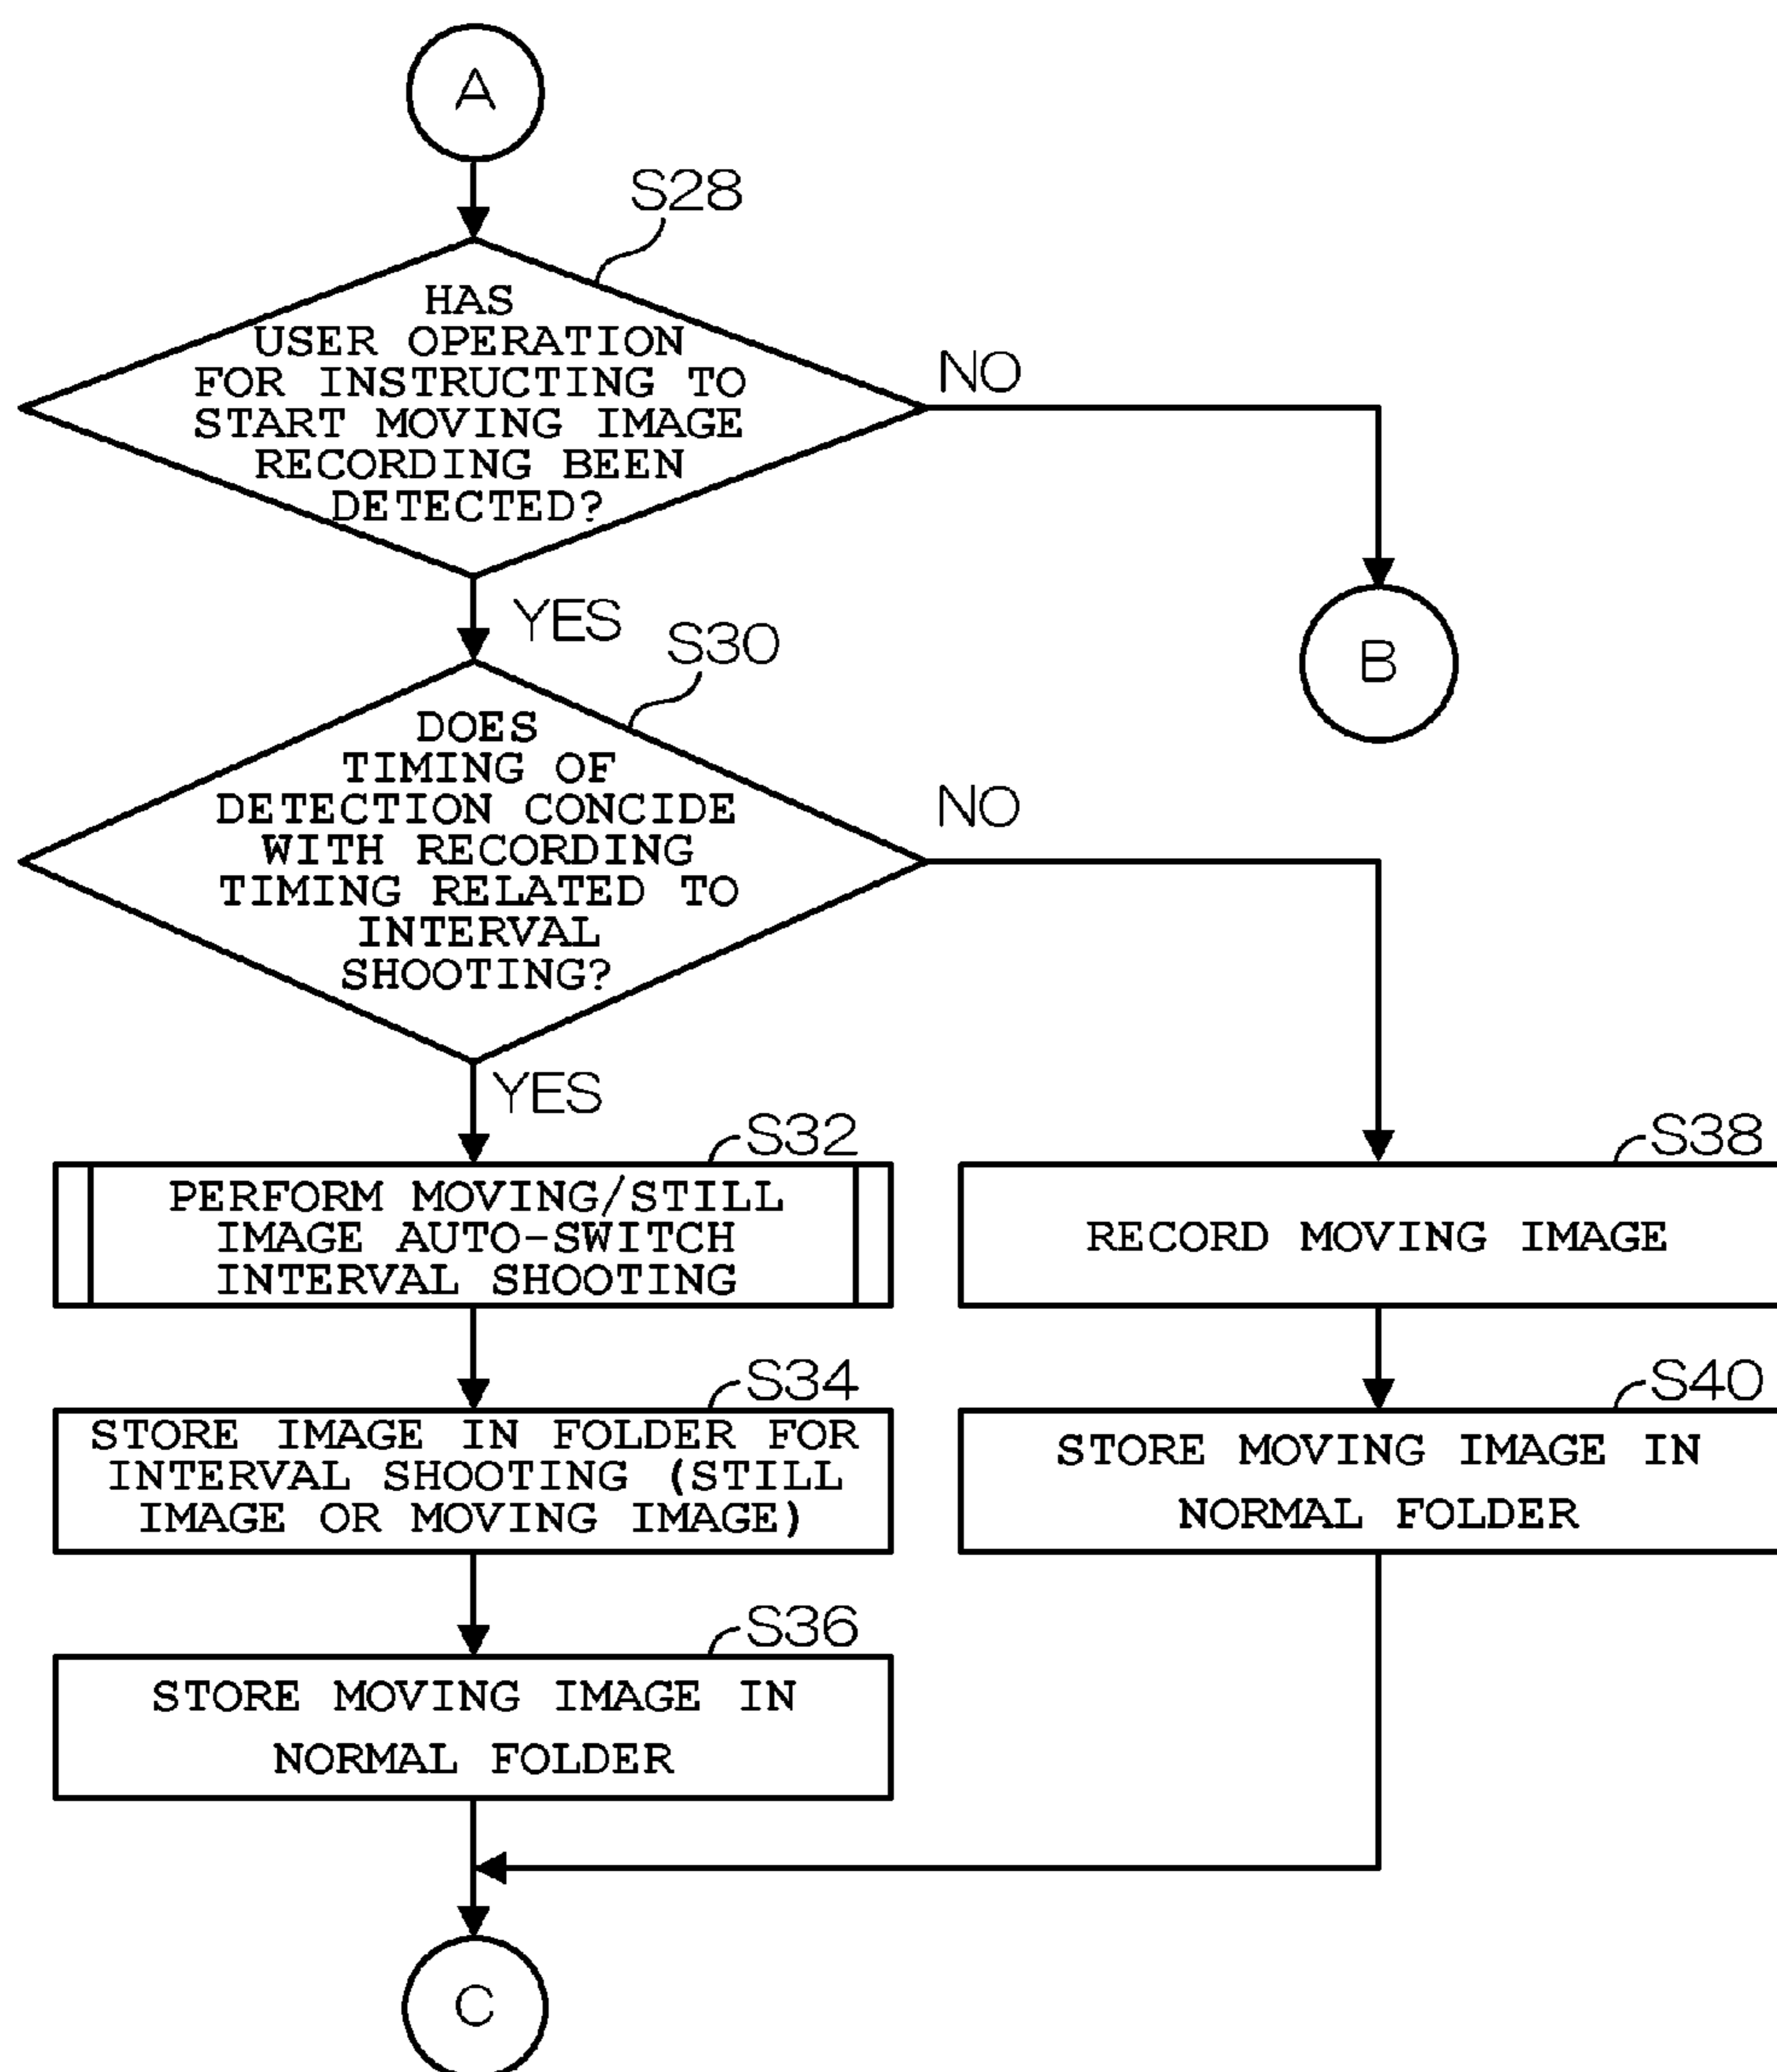 A
S28
HAS
USER OPERATION
FOR INSTRUCTING TO
START MOVING IMAGE
RECORDING BEEN
DETECTED?
NO
YES
B
S30
DOES
TIMING OF
DETECTION CONCIDE
WITH RECORDING
TIMING RELATED TO
INTERVAL
SHOOTING?
NO
YES
S32
PERFORM MOVING/STILL
IMAGE AUTO-SWITCH
INTERVAL SHOOTING
S38
RECORD MOVING IMAGE
S34
STORE IMAGE IN FOLDER FOR
INTERVAL SHOOTING (STILL
IMAGE OR MOVING IMAGE)
S40
STORE MOVING IMAGE IN
NORMAL FOLDER
S36
STORE MOVING IMAGE IN
NORMAL FOLDER
C